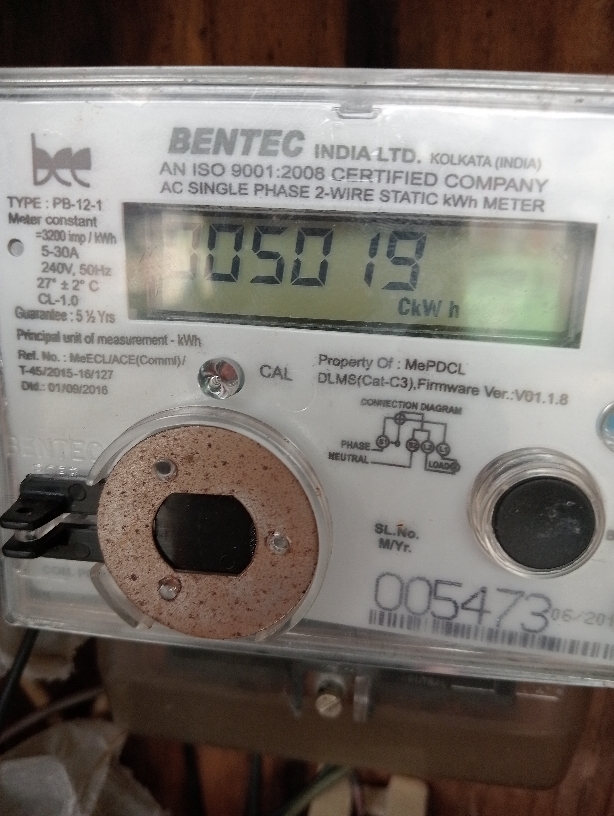 bee
BENTEC INDIA LTD. KOLKATA (INDIA)
AN ISO 9001:2008 CERTIFIED COMPANY
AC SINGLE PHASE 2-WIRE STATIC kWh METER
TYPE : PB-12-1
Meter constant
=3200 imp / kWh
5-30A
240V, 50Hz
27° ± 2° C
CL-1.0
Guarantee : 5 ½ Yrs
005019
CkW h
Principal unit of measurement - kWh
Ref. No. : MeECL/ACE(Comml)/
T-45/2015-16/127
Dtd.: 01/09/2016
CAL
Property Of : MePDCL
DLMS(Cat-C3),Firmware Ver.:V01.1.8
CONNECTION DIAGRAM
PHASE
NEUTRAL
LOAD
BENTEC
SL.No.
M/Yr.
005473